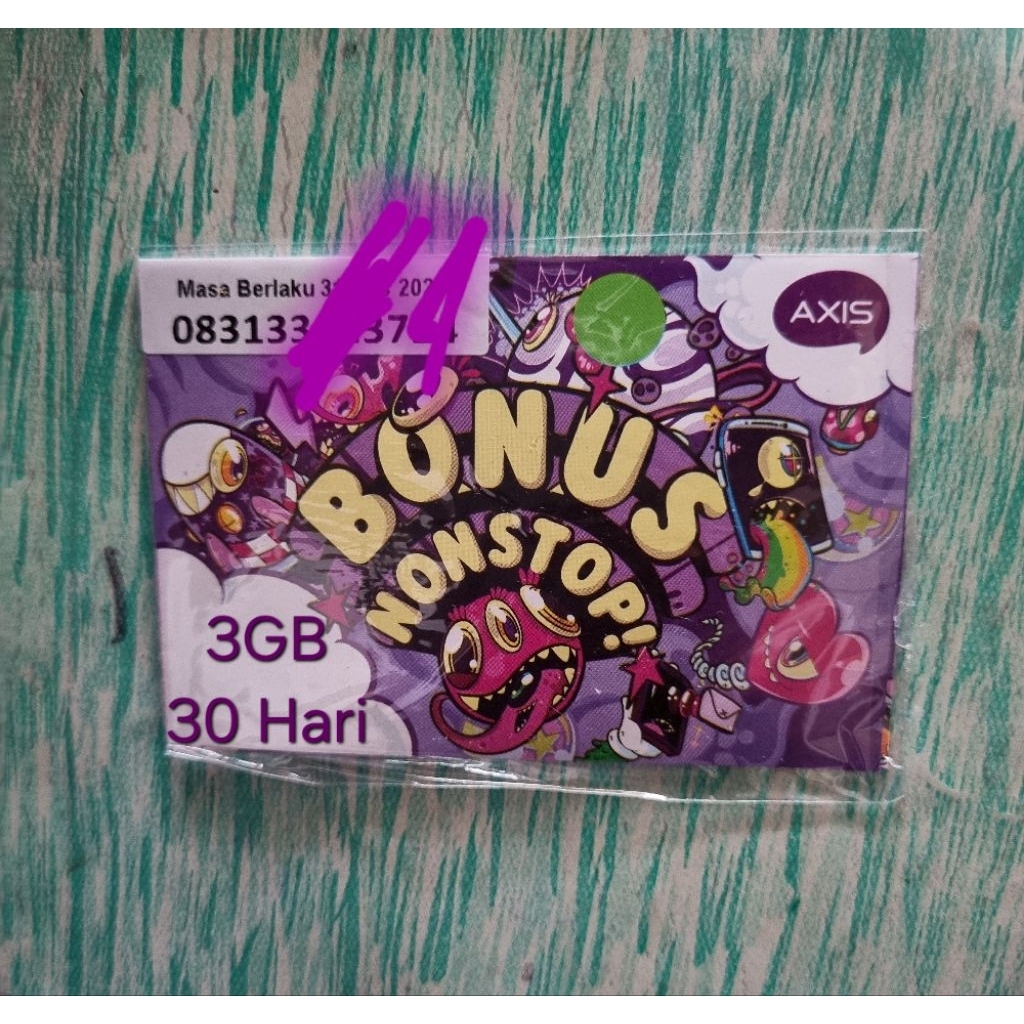 Masa Berlaku
AXIS
BONUS
NONSTOP!
3GB
30 Hari